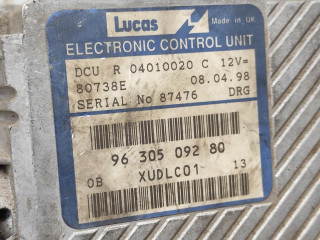 Lucas Made in UK
ELECTRONIC CONTROL UNIT
DCU R 04010020 C 12V=
80738E 08.04.98
SERIAL No 87476 DRG
96 305 092 80
0B XUDLC01 13